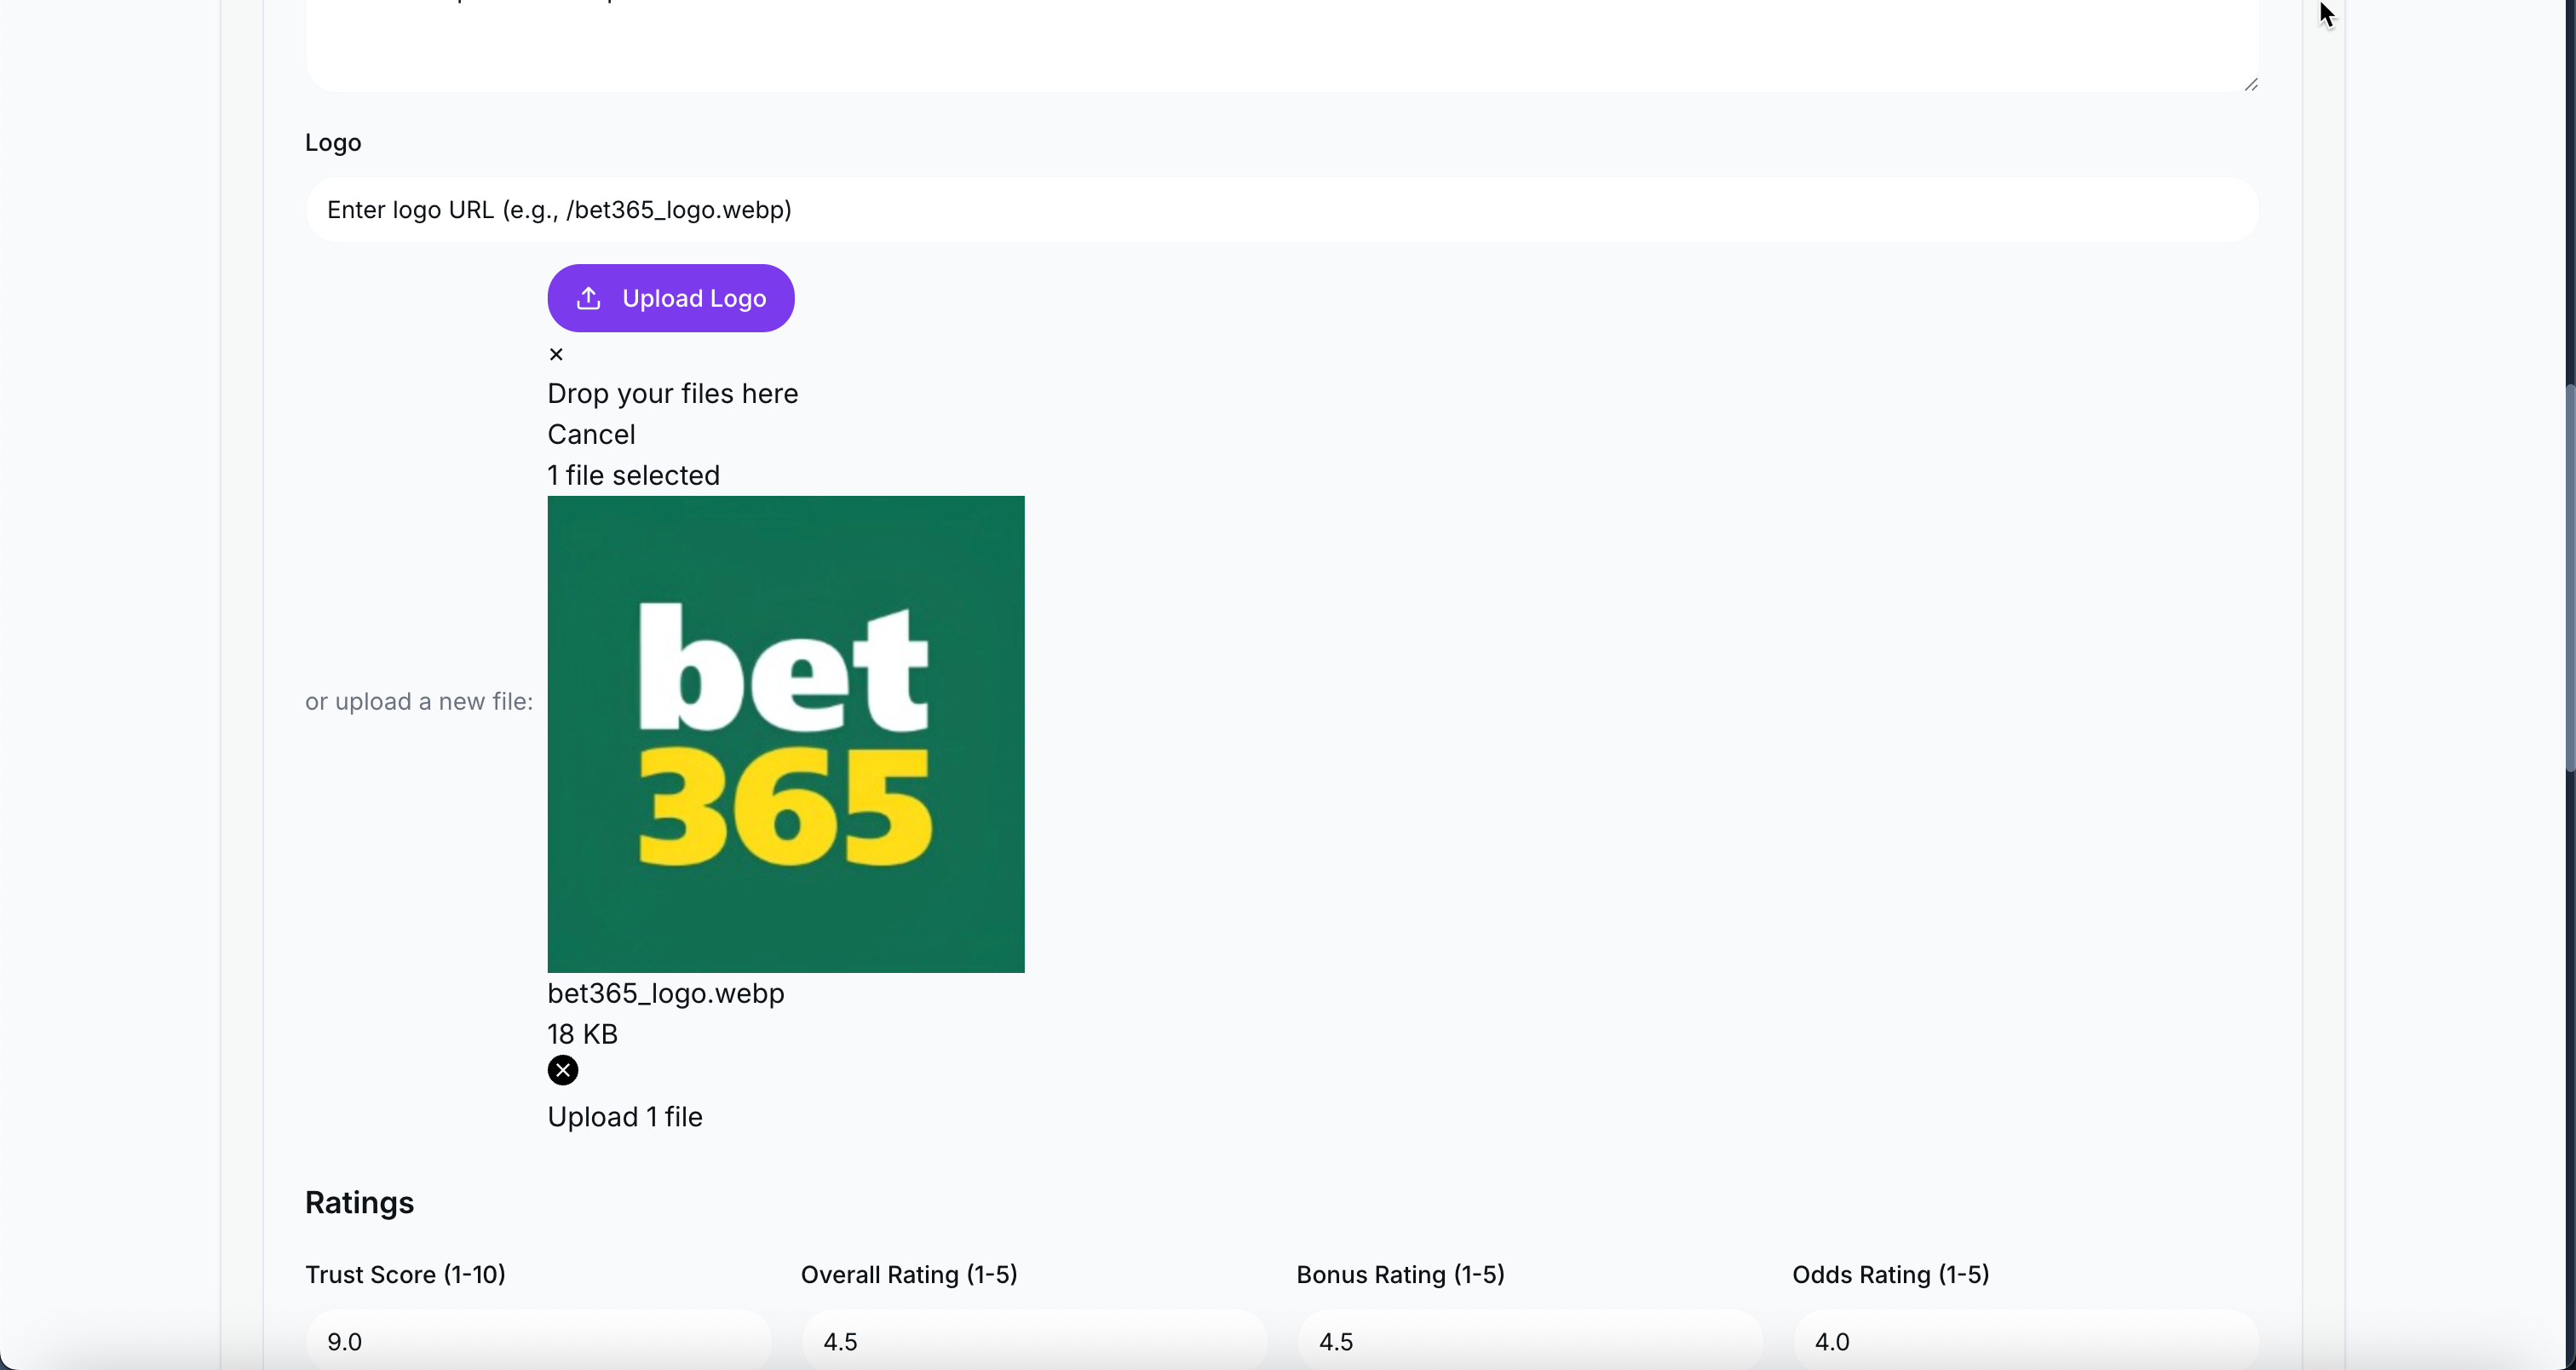 Logo
Enter logo URL (e.g., /bet365_logo.webp)
Upload Logo
×
Drop your files here
Cancel
1 file selected
or upload a new file:
bet
365
bet365_logo.webp
18 KB
Upload 1 file
Ratings
Trust Score (1-10)
Overall Rating (1-5)
Bonus Rating (1-5)
Odds Rating (1-5)
9.0
4.5
4.5
4.0